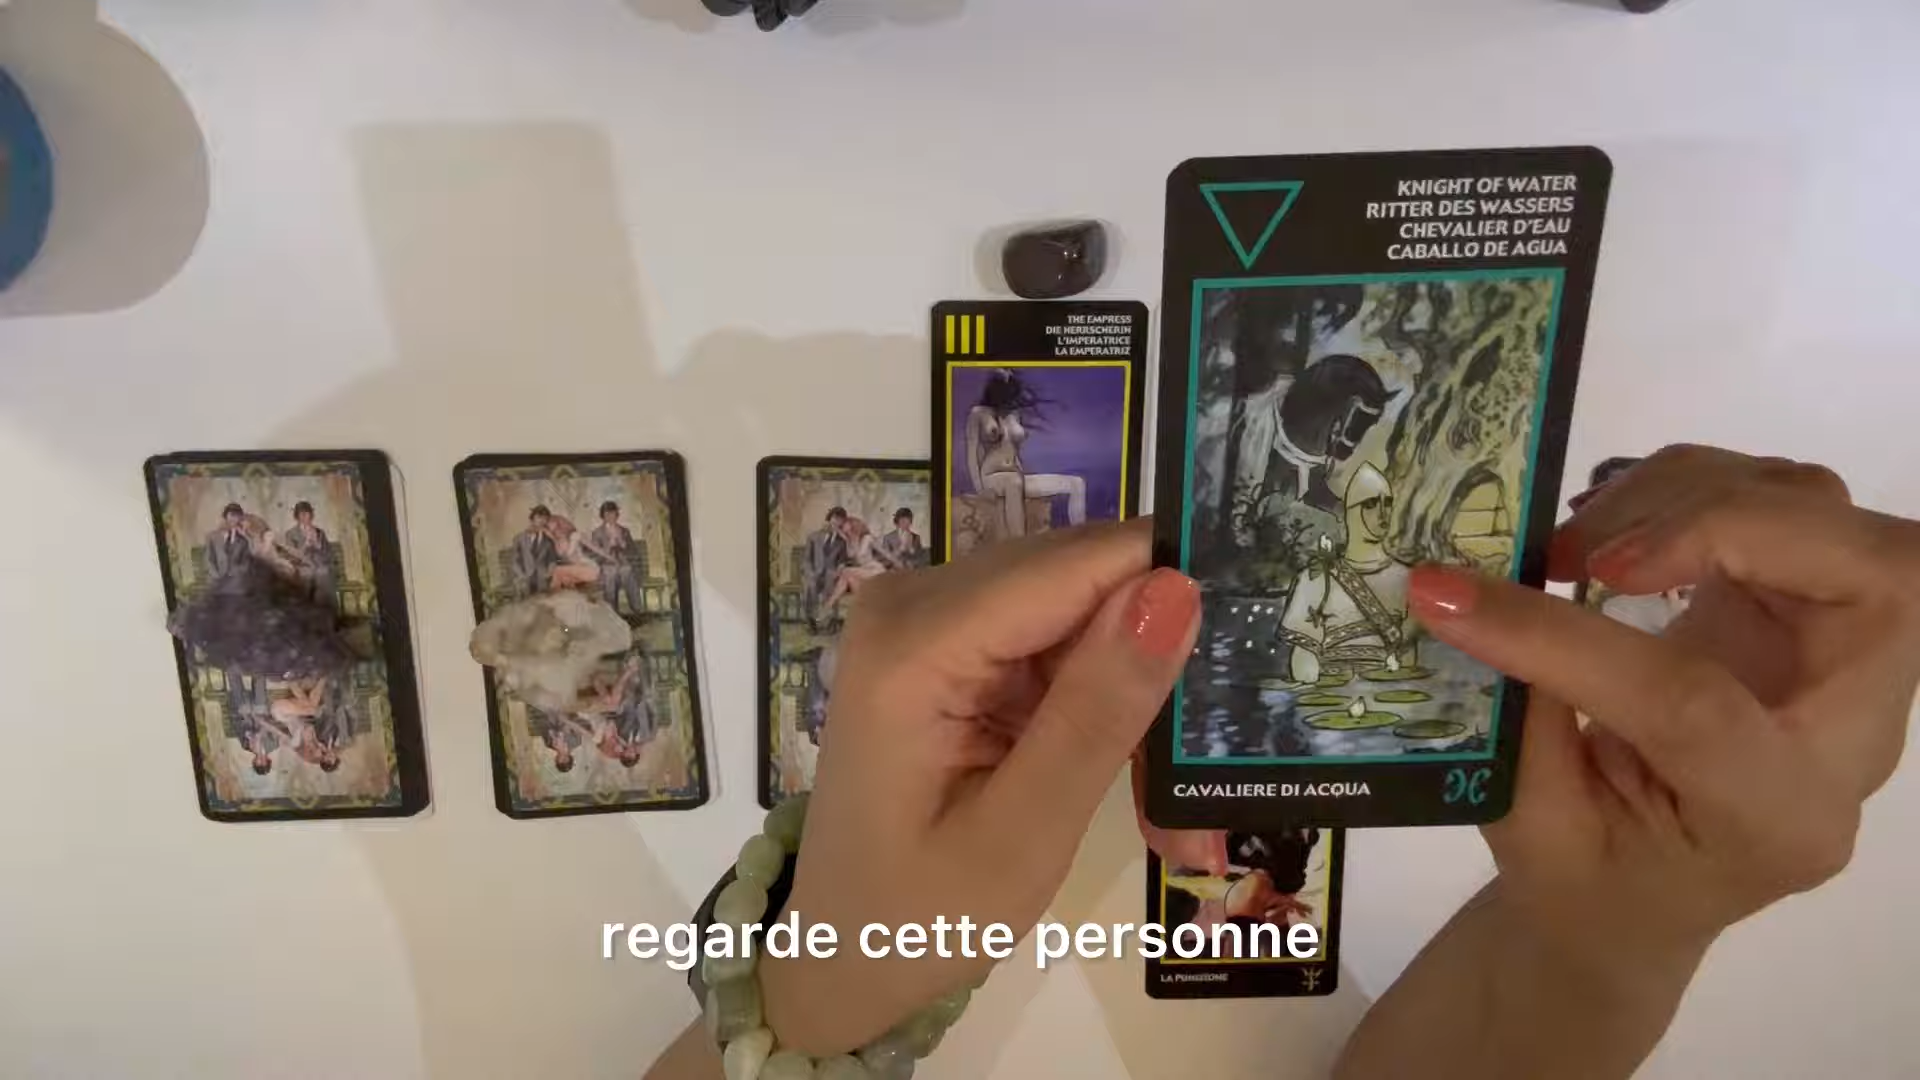 KNIGHT OF WATER
RITTER DES WASSERS
CHEVALIER D'EAU
CABALLO DE AGUA
III
THE EMPRESS
DIE HERRSCHERIN
L'IMPERATRICE
LA EMPERATRIZ
CAVALIERE DI ACQUA
regarde cette personne
LA PUNIZIONE